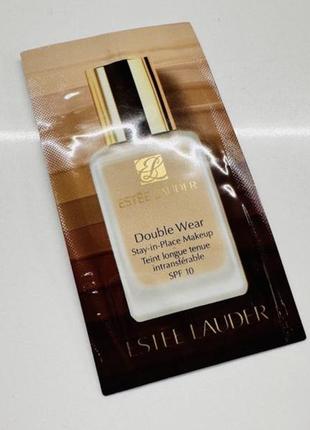 ESTĒE LAUDER
Double Wear
Stay-in-Place Makeup
Teint longue tenue
intransférable
SPF 10
ESTĒE LAUDER